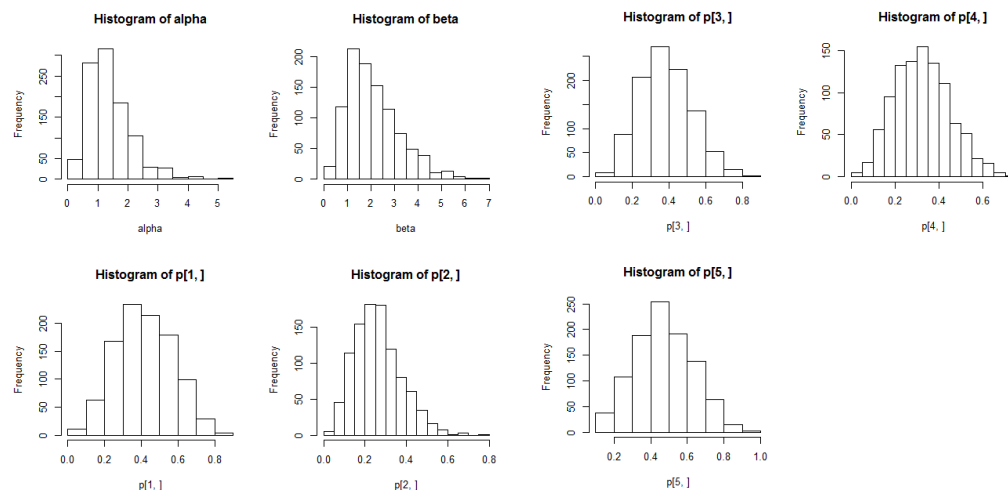 Histogram of alpha
Frequency
0 50 150 250
0 1 2 3 4 5
alpha
Histogram of beta
Frequency
0 50 100 150 200
0 1 2 3 4 5 6 7
beta
Histogram of p[3, ]
Frequency
0 50 100 200
0.0 0.2 0.4 0.6 0.8
p[3, ]
Histogram of p[4, ]
Frequency
0 50 100 150
0.0 0.2 0.4 0.6
p[4, ]
Histogram of p[1, ]
Frequency
0 50 100 150 200
0.0 0.2 0.4 0.6 0.8
p[1, ]
Histogram of p[2, ]
Frequency
0 50 100 150
0.0 0.2 0.4 0.6 0.8
p[2, ]
Histogram of p[5, ]
Frequency
0 50 100 150 200 250
0.2 0.4 0.6 0.8 1.0
p[5, ]